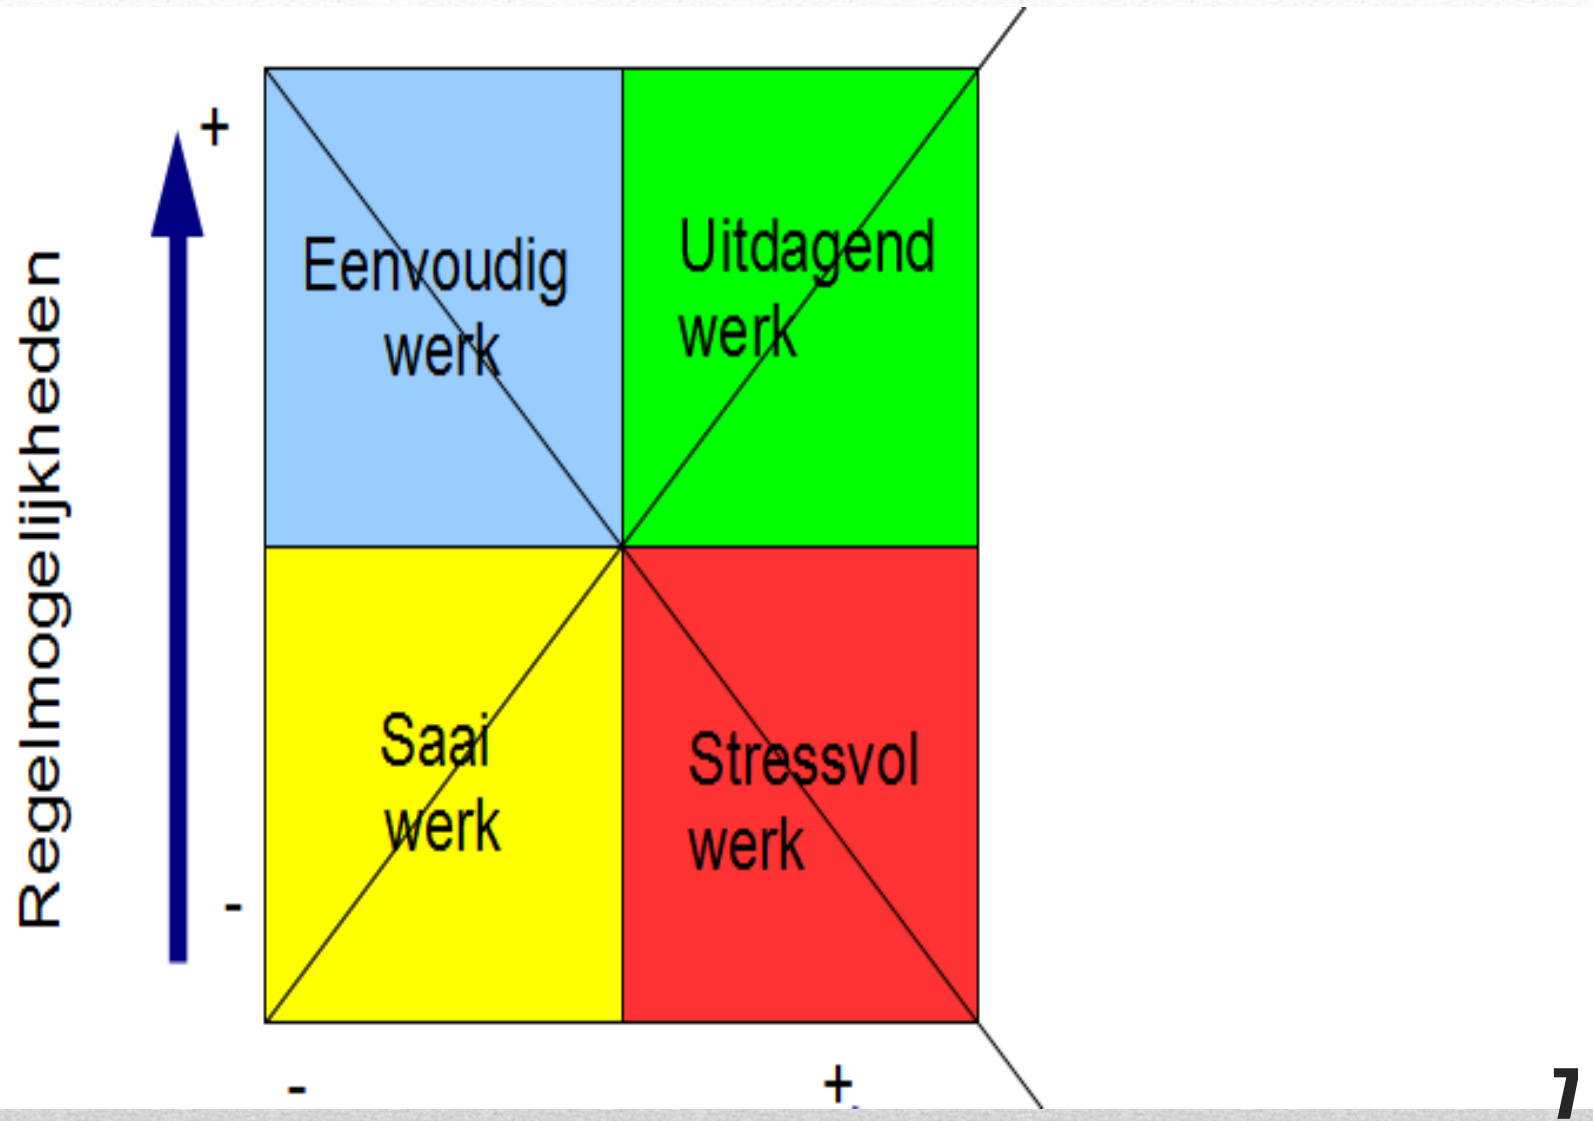 Regelmogelijkheden
+
-
Eenvoudig
werk
Uitdagend
werk
Saai
werk
Stressvol
werk
-
+
7